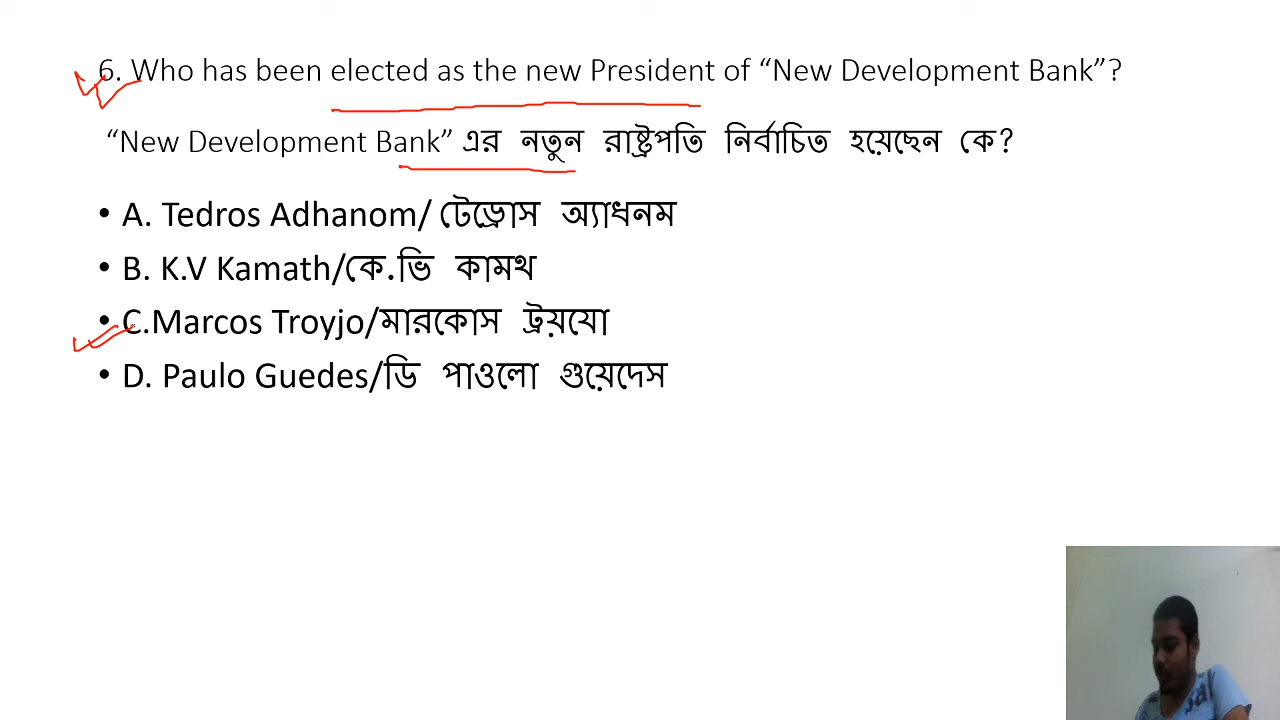 6. Who has been elected as the new President of “New Development Bank”?
“New Development Bank” এর নতুন রাষ্ট্রপতি নির্বাচিত হয়েছেন কে?
• A. Tedros Adhanom/ টেড্রোস অ্যাধনম
• B. K.V Kamath/কে.ভি কামথ
• C.Marcos Troyjo/মারকোস ট্রয়যো
• D. Paulo Guedes/ডি পাওলো গুয়েদেস